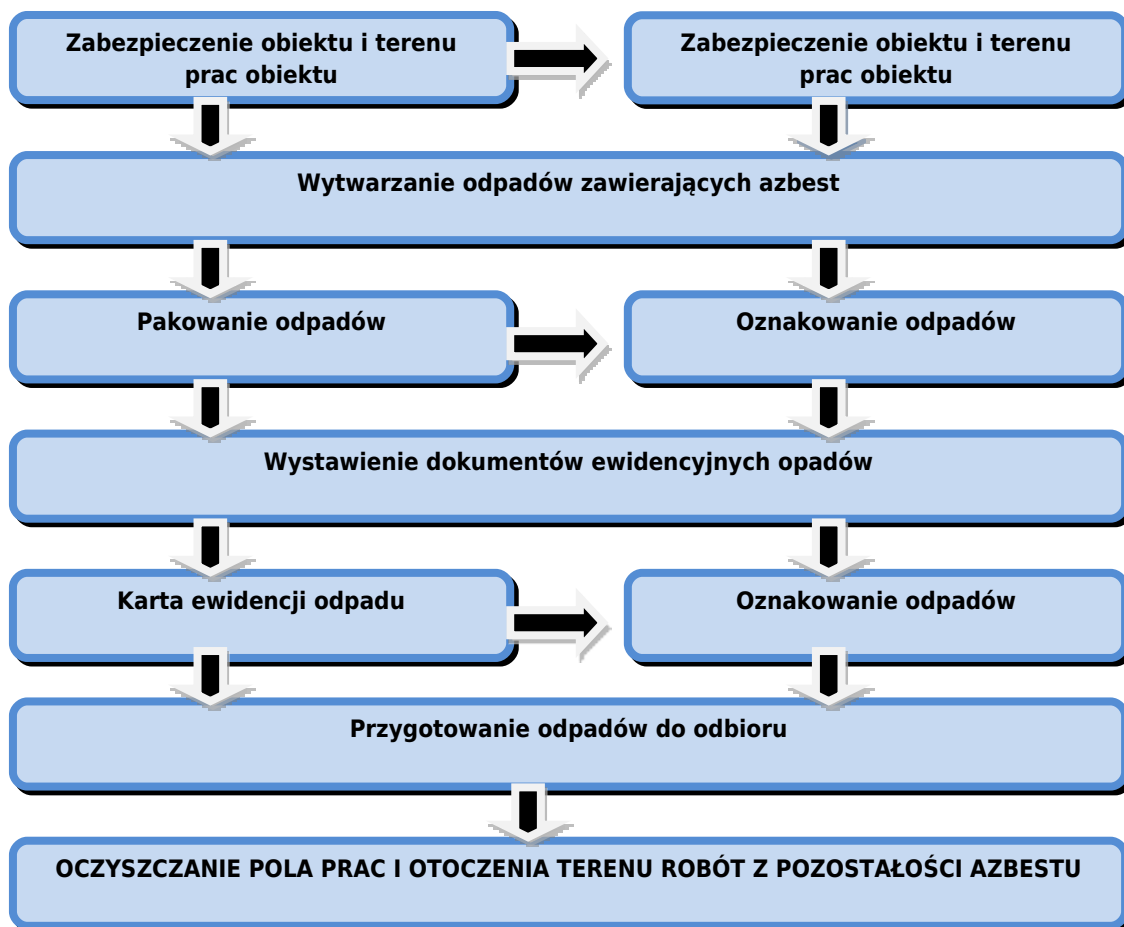 Zabezpieczenie obiektu i terenu
prac obiektu
Zabezpieczenie obiektu i terenu
prac obiektu
Wytwarzanie odpadów zawierających azbest
Pakowanie odpadów
Oznakowanie odpadów
Wystawienie dokumentów ewidencyjnych opadów
Karta ewidencji odpadu
Oznakowanie odpadów
Przygotowanie odpadów do odbioru
OCZYSZCZANIE POLA PRAC I OTOCZENIA TERENU ROBÓT Z POZOSTAŁOŚCI AZBESTU